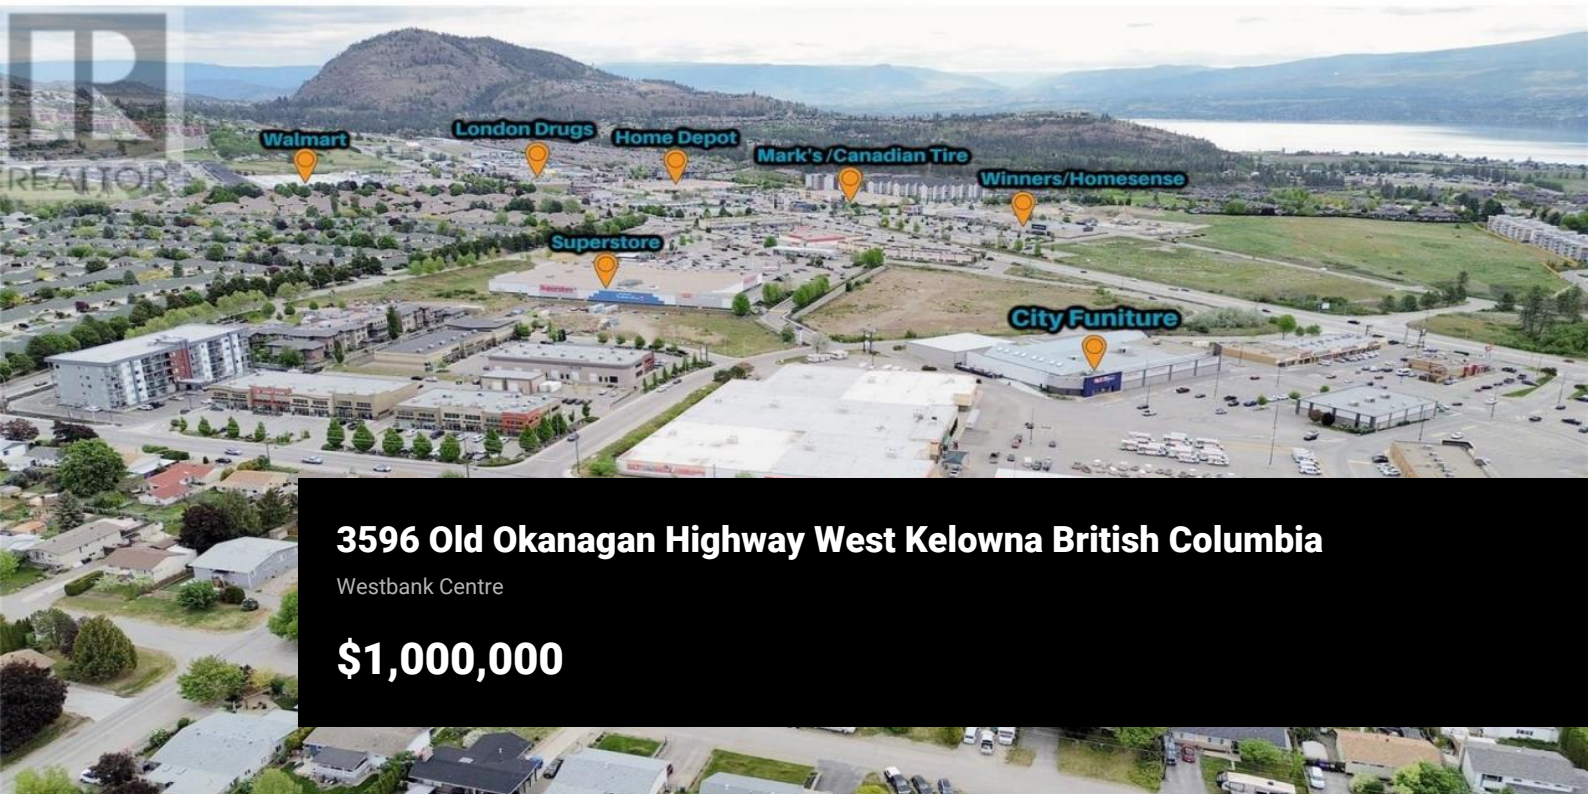 REALTOR
Walmart
London Drugs
Home Depot
Mark's /Canadian Tire
Winners/Homesense
Superstore
City Funiture
3596 Old Okanagan Highway West Kelowna British Columbia
Westbank Centre
$1,000,000